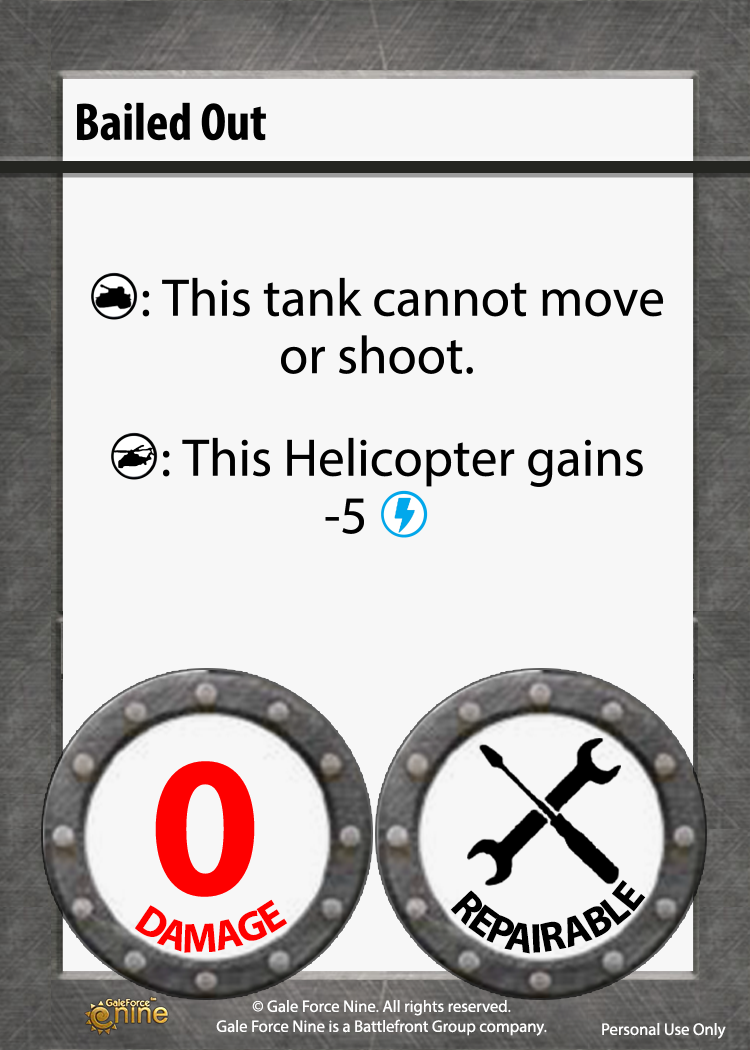 Bailed Out
: This tank cannot move
or shoot.
: This Helicopter gains
-5
0
DAMAGE
REPAIRABLE
GaleForce™
nine
© Gale Force Nine. All rights reserved.
Gale Force Nine is a Battlefront Group company.
Personal Use Only